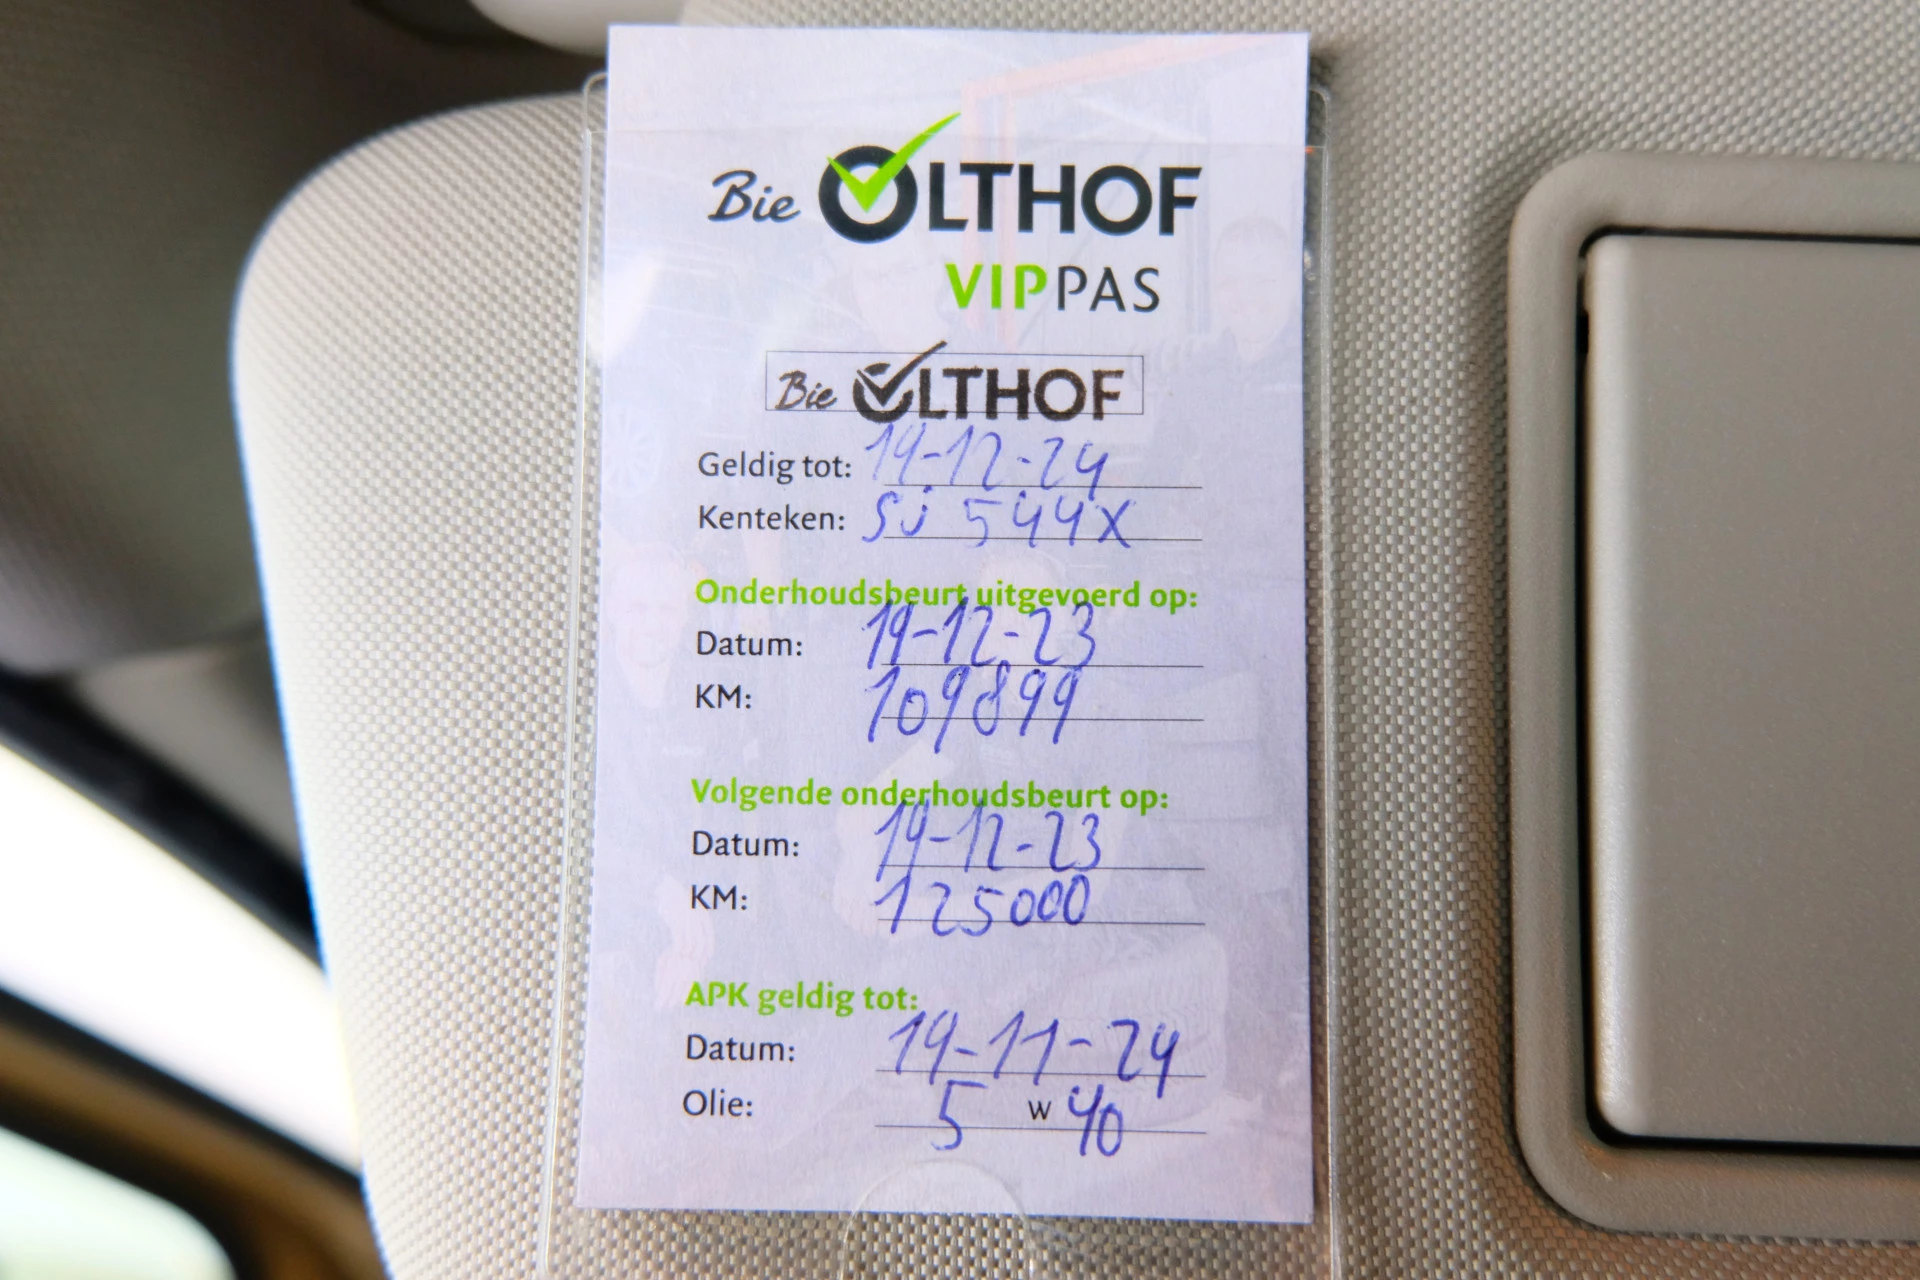 Bie OLTHOF
VIPPAS
Bie OLTHOF
Geldig tot: 19-12-24
Kenteken: SJ 544X
Onderhoudsbeurt uitgevoerd op:
Datum: 19-12-23
KM: 109899
Volgende onderhoudsbeurt op:
Datum: 19-12-23
KM: 125000
APK geldig tot:
Datum: 19-11-24
Olie: 5 w 40